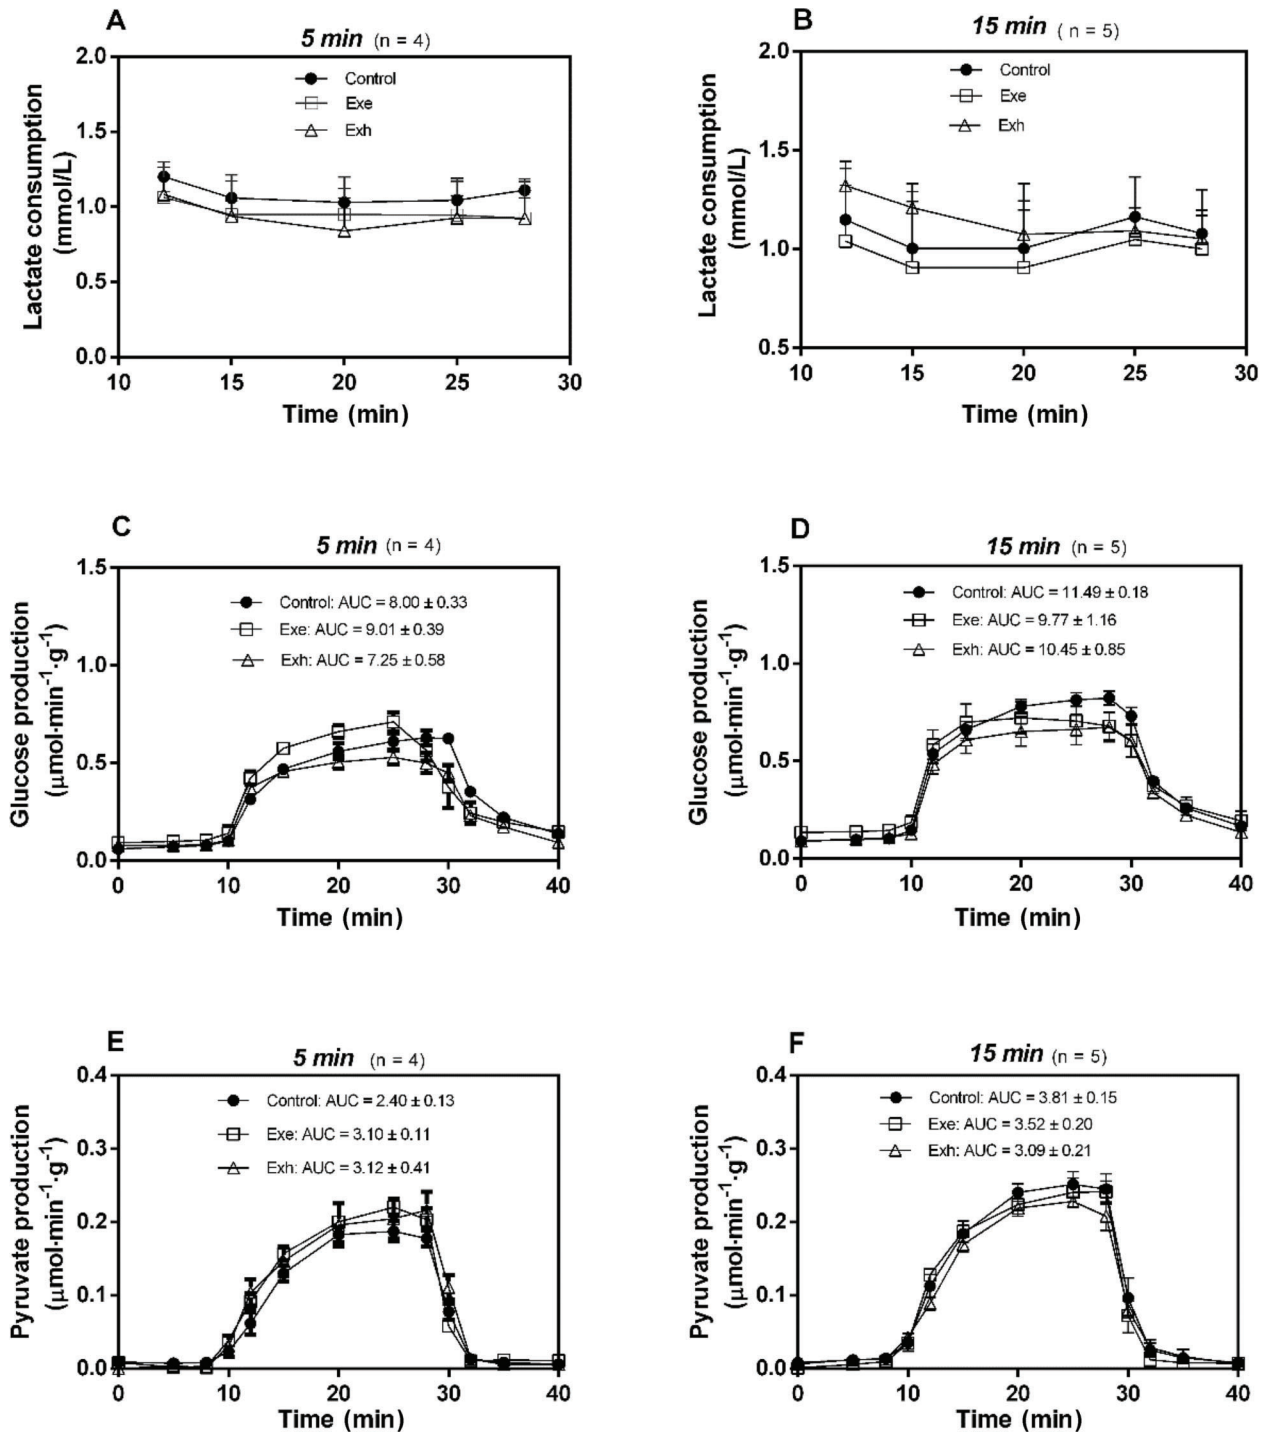 A
5 min (n = 4)
Control
Exe
Exh
2.0
1.5
1.0
0.5
0.0
10 15 20 25 30
Time (min)
Lactate consumption
(mmol/L)
B
15 min ( n = 5)
Control
Exe
Exh
2.0
1.5
1.0
0.5
10 15 20 25 30
Time (min)
Lactate consumption
(mmol/L)
C
5 min (n = 4)
Control: AUC = 8.00 ± 0.33
Exe: AUC = 9.01 ± 0.39
Exh: AUC = 7.25 ± 0.58
1.5
1.0
0.5
0.0
0 10 20 30 40
Time (min)
Glucose production
(µmol·min⁻¹·g⁻¹)
D
15 min (n = 5)
Control: AUC = 11.49 ± 0.18
Exe: AUC = 9.77 ± 1.16
Exh: AUC = 10.45 ± 0.85
1.5
1.0
0.5
0.0
0 10 20 30 40
Time (min)
Glucose production
(µmol·min⁻¹·g⁻¹)
E
5 min (n = 4)
Control: AUC = 2.40 ± 0.13
Exe: AUC = 3.10 ± 0.11
Exh: AUC = 3.12 ± 0.41
0.4
0.3
0.2
0.1
0.0
0 10 20 30 40
Time (min)
Pyruvate production
(µmol·min⁻¹·g⁻¹)
F
15 min (n = 5)
Control: AUC = 3.81 ± 0.15
Exe: AUC = 3.52 ± 0.20
Exh: AUC = 3.09 ± 0.21
0.4
0.3
0.2
0.1
0.0
0 10 20 30 40
Time (min)
Pyruvate production
(µmol·min⁻¹·g⁻¹)